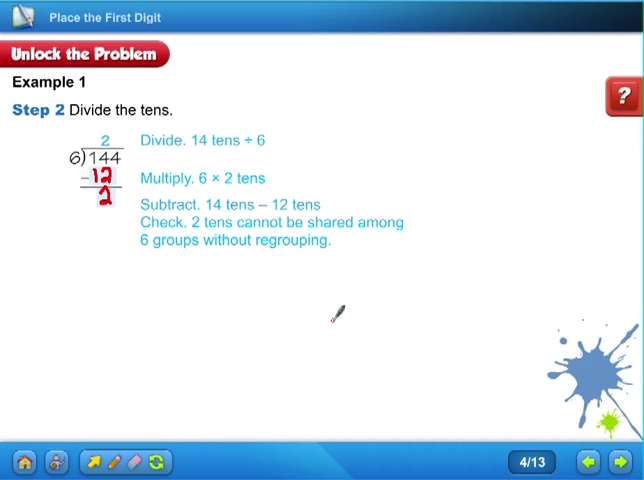 Place the First Digit
Unlock the Problem
Example 1
?
Step 2 Divide the tens.
2 Divide. 14 tens ÷ 6
6)144
-12 Multiply. 6 × 2 tens
2 Subtract. 14 tens – 12 tens
Check. 2 tens cannot be shared among
6 groups without regrouping.
4/13